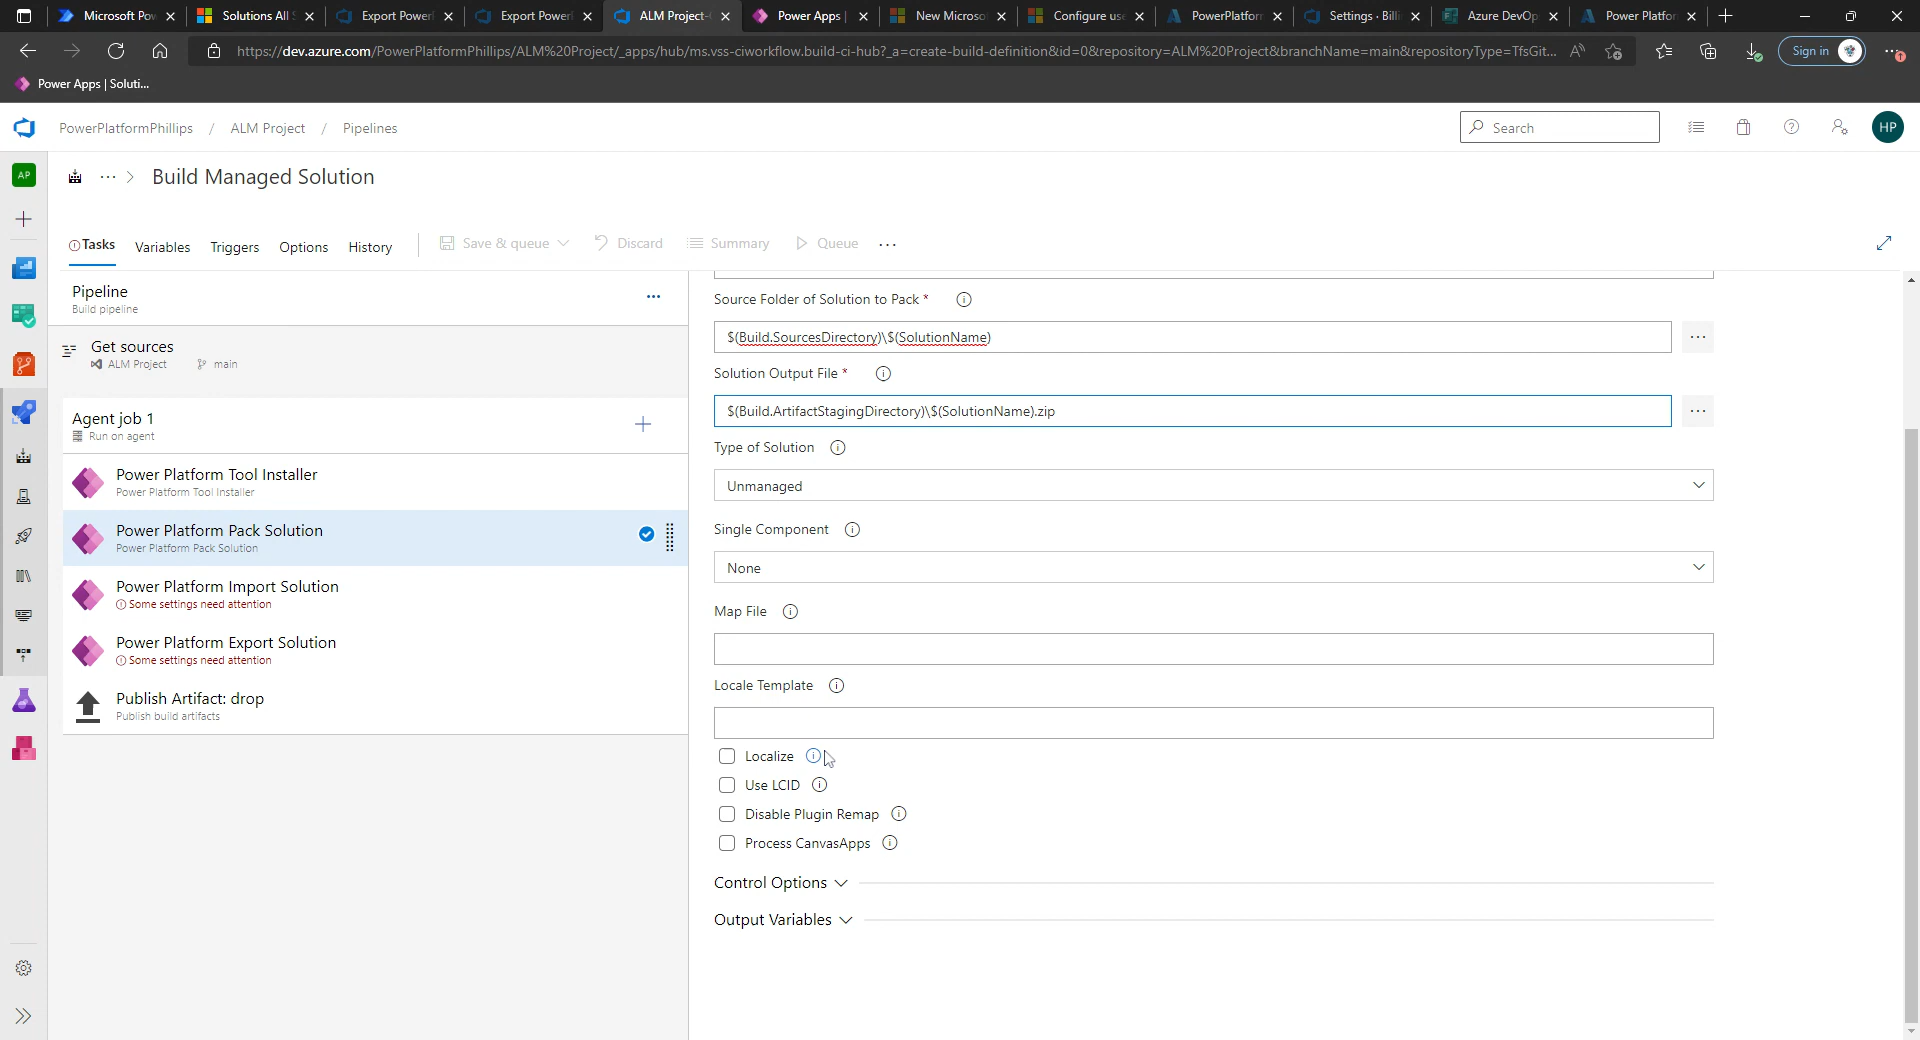 Microsoft Pow
Solutions All S
Export PowerP
Export PowerP
ALM Project-
Power Apps |
New Microsof
Configure use
PowerPlatform
Settings · Billi
Azure DevOp
Power Platfor
https://dev.azure.com/PowerPlatformPhillips/ALM%20Project/_apps/hub/ms.vss-ciworkflow.build-ci-hub?_a=create-build-definition&id=0&repository=ALM%20Project&branchName=main&repositoryType=TfsGit...
Sign in
Power Apps | Soluti...
PowerPlatformPhillips / ALM Project / Pipelines
Search
HP
AP
Build Managed Solution
Tasks
Variables
Triggers
Options
History
Save & queue
Discard
Summary
Queue
Pipeline
Build pipeline
Get sources
ALM Project
main
Agent job 1
Run on agent
Power Platform Tool Installer
Power Platform Tool Installer
Power Platform Pack Solution
Power Platform Pack Solution
Power Platform Import Solution
Some settings need attention
Power Platform Export Solution
Some settings need attention
Publish Artifact: drop
Publish build artifacts
Source Folder of Solution to Pack *
$(Build.SourcesDirectory)\$(SolutionName)
Solution Output File *
$(Build.ArtifactStagingDirectory)\$(SolutionName).zip
Type of Solution
Unmanaged
Single Component
None
Map File
Locale Template
Localize
Use LCID
Disable Plugin Remap
Process CanvasApps
Control Options
Output Variables